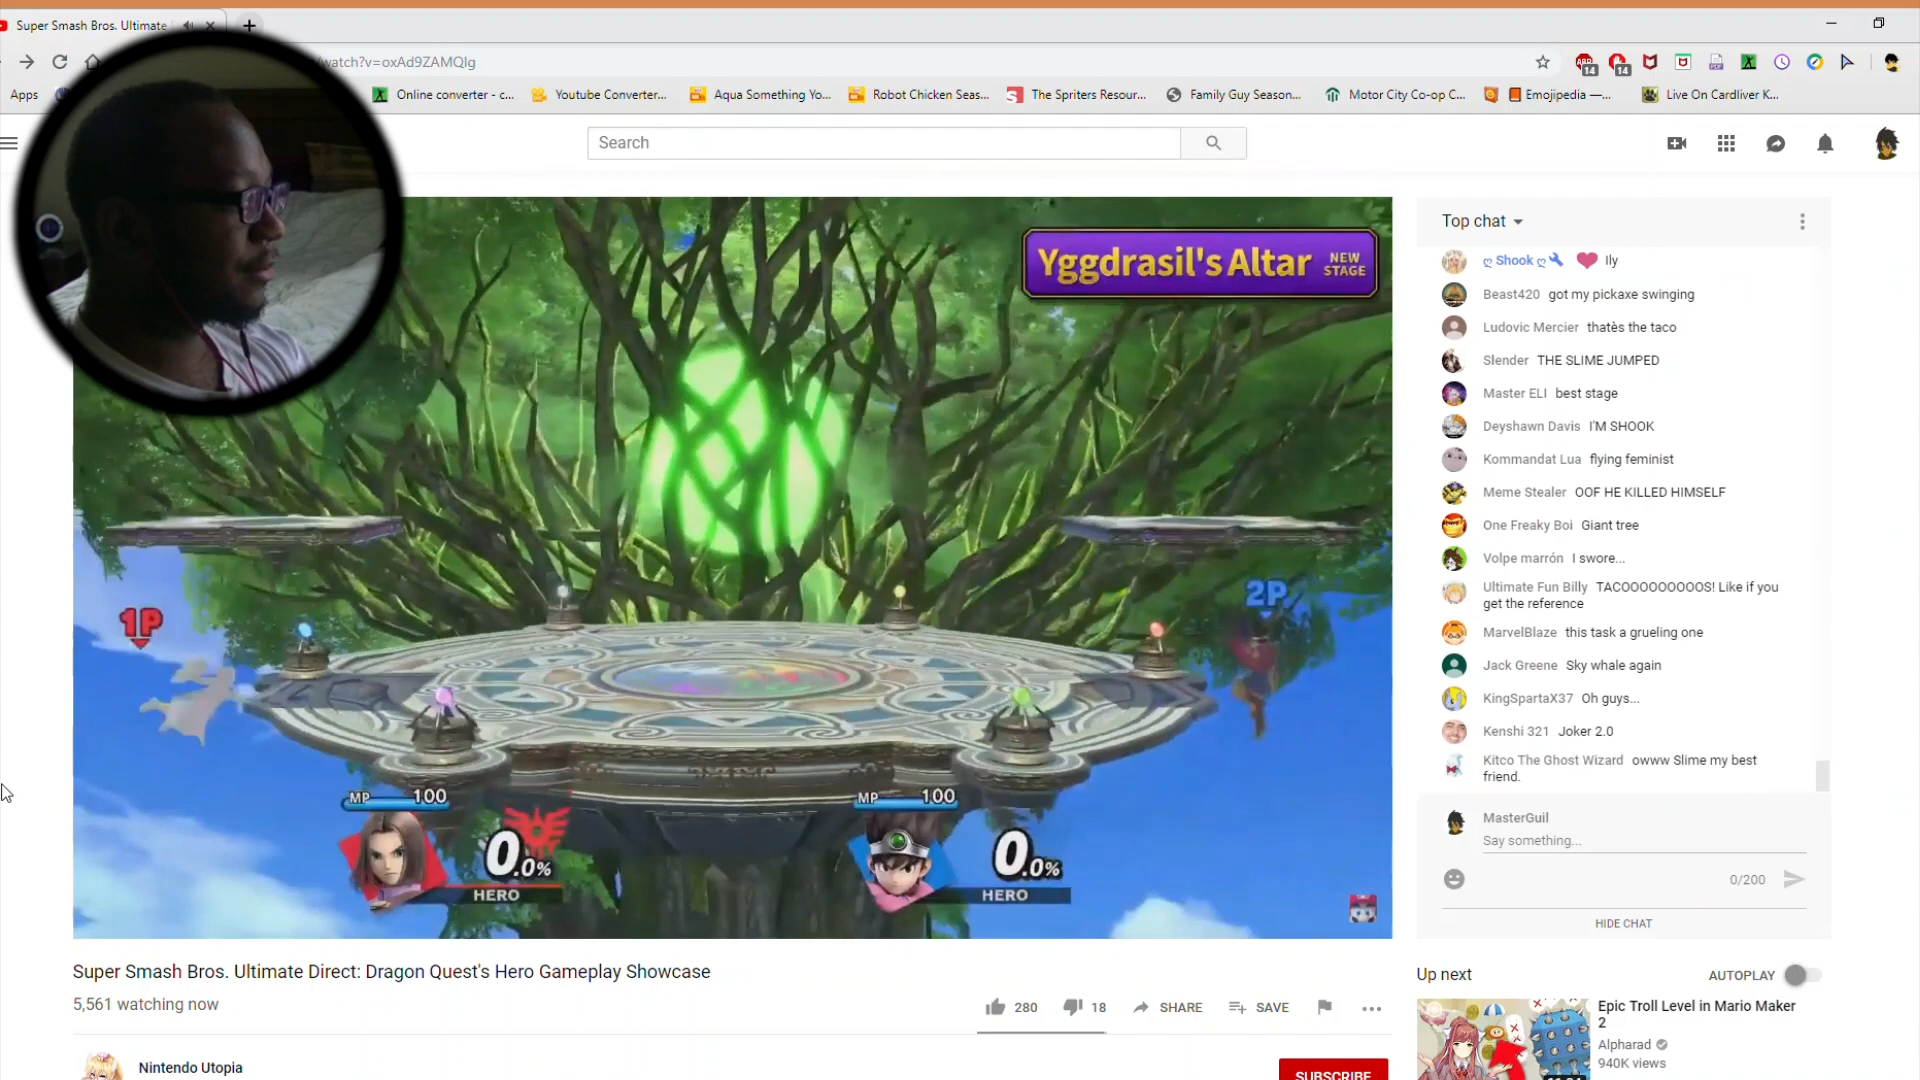 Super Smash Bros. Ultimate
/watch?v=oxAd9ZAMQIg
14
14
Apps
Online converter - c...
Youtube Converter...
Aqua Something Yo...
Robot Chicken Seas...
The Spriters Resour...
Family Guy Season...
Motor City Co-op C...
Emojipedia —...
Live On Cardliver K...
Search
Yggdrasil's Altar NEW STAGE
1P
2P
MP 100
MP 100
0.0%
0.0%
HERO
HERO
Top chat
ღ Shook ღ Ily
Beast420 got my pickaxe swinging
Ludovic Mercier thatès the taco
Slender THE SLIME JUMPED
Master ELI best stage
Deyshawn Davis I'M SHOOK
Kommandat Lua flying feminist
Meme Stealer OOF HE KILLED HIMSELF
One Freaky Boi Giant tree
Volpe marrón I swore...
Ultimate Fun Billy TACOOOOOOOOOS! Like if you
get the reference
MarvelBlaze this task a grueling one
Jack Greene Sky whale again
KingSpartaX37 Oh guys...
Kenshi 321 Joker 2.0
Kitco The Ghost Wizard owww Slime my best
friend.
MasterGuil
Say something...
0/200
HIDE CHAT
Super Smash Bros. Ultimate Direct: Dragon Quest's Hero Gameplay Showcase
5,561 watching now
280
18
SHARE
SAVE
Nintendo Utopia
SUBSCRIBE
Up next
AUTOPLAY
Epic Troll Level in Mario Maker
2
Alpharad
940K views